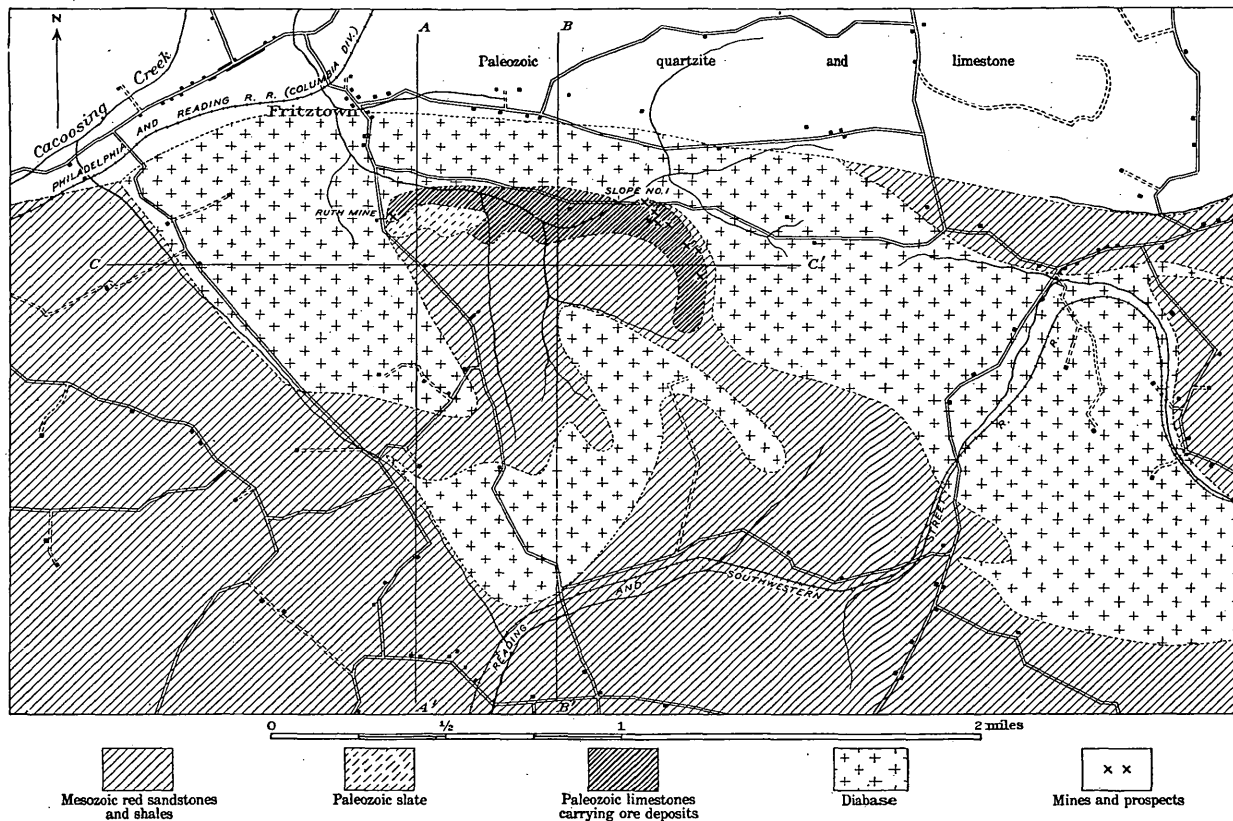 N
A
B
Paleozoic quartzite and limestone
Cacoosing Creek
PHILADELPHIA AND READING R. R. (COLUMBIA DIV.)
Fritztown
SLOPE NO. 1
RUTH MINE
C
C'
R. R.
STREET
SOUTHWESTERN
AND
READING
A'
B'
0 ½ 1 2 miles
Mesozoic red sandstones
and shales
Paleozoic slate
Paleozoic limestones
carrying ore deposits
Diabase
Mines and prospects